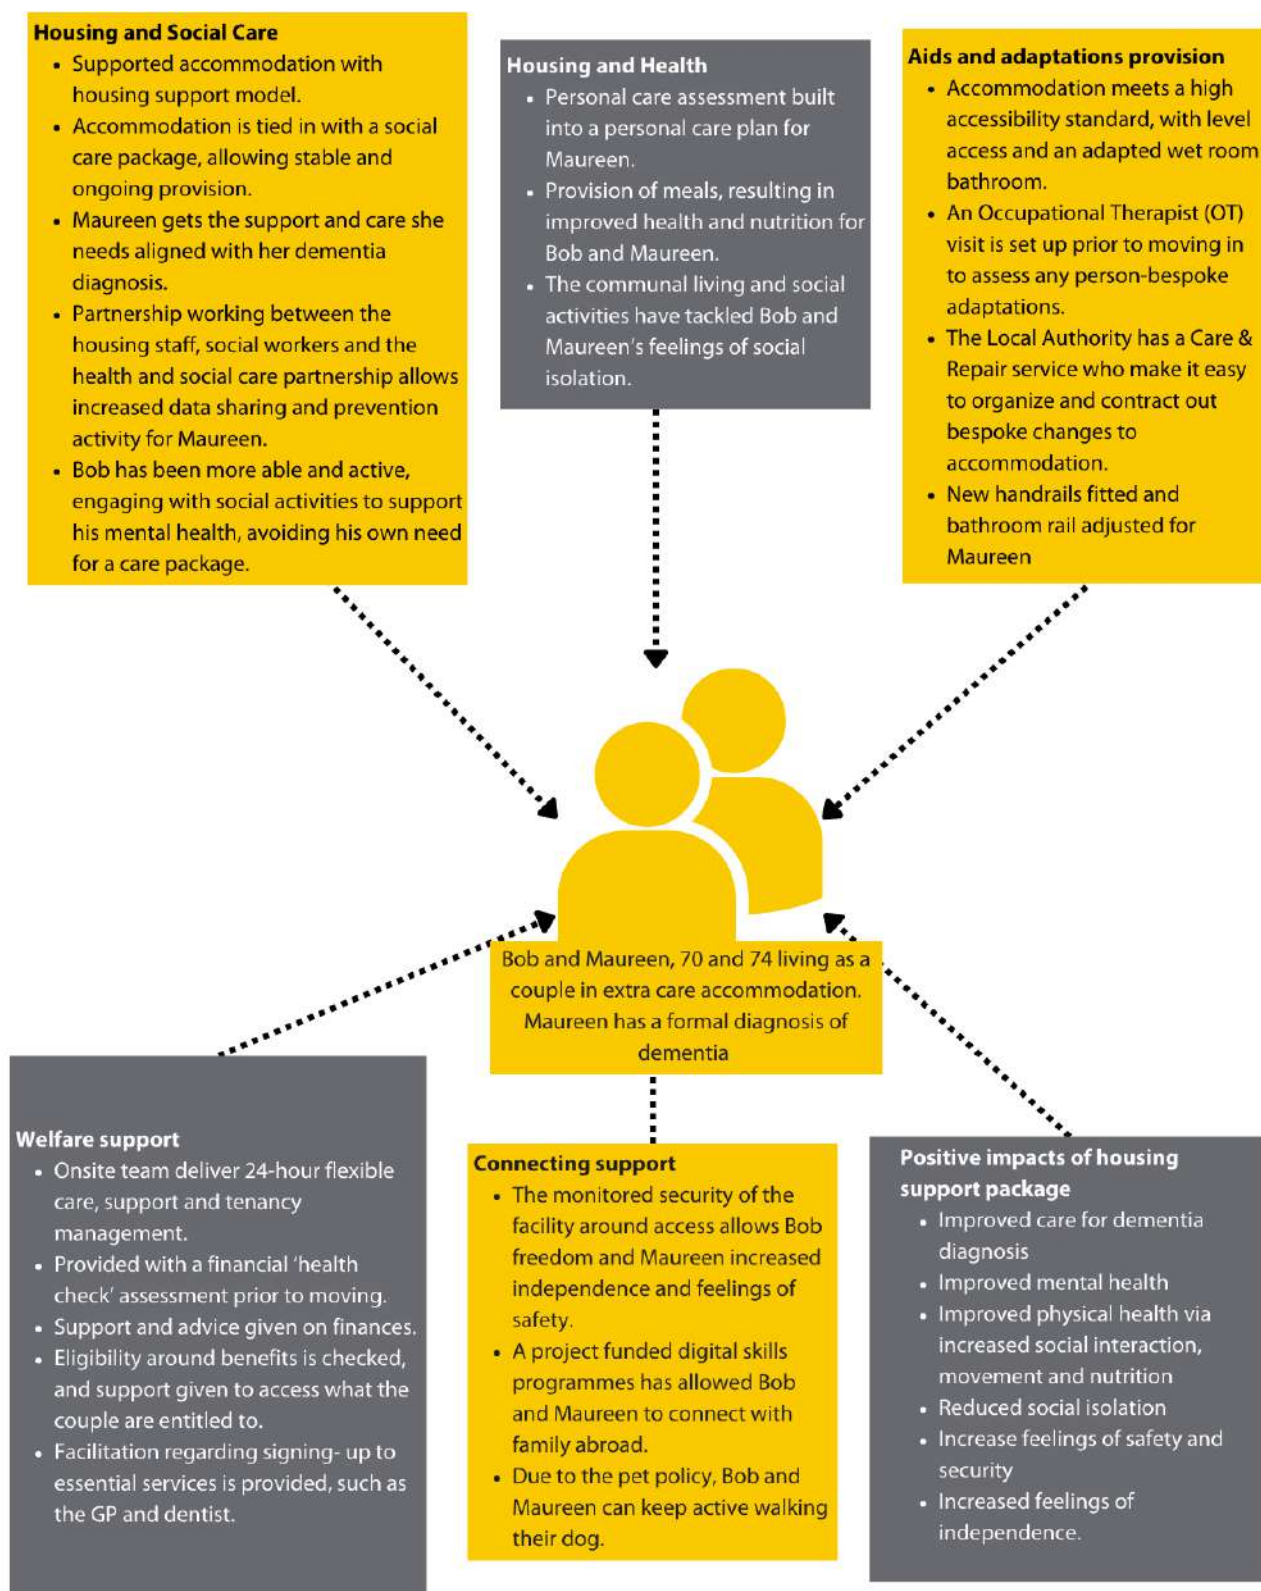 Housing and Social Care
• Supported accommodation with
housing support model.
• Accommodation is tied in with a social
care package, allowing stable and
ongoing provision.
• Maureen gets the support and care she
needs aligned with her dementia
diagnosis.
• Partnership working between the
housing staff, social workers and the
health and social care partnership allows
increased data sharing and prevention
activity for Maureen.
• Bob has been more able and active,
engaging with social activities to support
his mental health, avoiding his own need
for a care package.
Housing and Health
• Personal care assessment built
into a personal care plan for
Maureen.
• Provision of meals, resulting in
improved health and nutrition for
Bob and Maureen.
• The communal living and social
activities have tackled Bob and
Maureen's feelings of social
isolation.
Aids and adaptations provision
• Accommodation meets a high
accessibility standard, with level
access and an adapted wet room
bathroom.
• An Occupational Therapist (OT)
visit is set up prior to moving in
to assess any person-bespoke
adaptations.
• The Local Authority has a Care &
Repair service who make it easy
to organize and contract out
bespoke changes to
accommodation.
• New handrails fitted and
bathroom rail adjusted for
Maureen
Bob and Maureen, 70 and 74 living as a
couple in extra care accommodation.
Maureen has a formal diagnosis of
dementia
Welfare support
• Onsite team deliver 24-hour flexible
care, support and tenancy
management.
• Provided with a financial 'health
check' assessment prior to moving.
• Support and advice given on finances.
• Eligibility around benefits is checked,
and support given to access what the
couple are entitled to.
• Facilitation regarding signing- up to
essential services is provided, such as
the GP and dentist.
Connecting support
• The monitored security of the
facility around access allows Bob
freedom and Maureen increased
independence and feelings of
safety.
• A project funded digital skills
programmes has allowed Bob
and Maureen to connect with
family abroad.
• Due to the pet policy, Bob and
Maureen can keep active walking
their dog.
Positive impacts of housing
support package
• Improved care for dementia
diagnosis
• Improved mental health
• Improved physical health via
increased social interaction,
movement and nutrition
• Reduced social isolation
• Increase feelings of safety and
security
• Increased feelings of
independence.